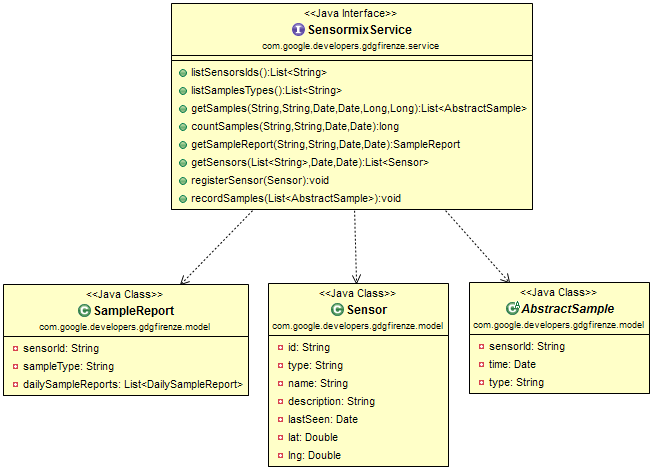 <<Java Interface>>
I SensormixService
com.google.developers.gdgfirenze.service
listSensorsIds():List<String>
listSamplesTypes():List<String>
getSamples(String,String,Date,Date,Long,Long):List<AbstractSample>
countSamples(String,String,Date,Date):long
getSampleReport(String,String,Date,Date):SampleReport
getSensors(List<String>,Date,Date):List<Sensor>
registerSensor(Sensor):void
recordSamples(List<AbstractSample>):void
<<Java Class>>
C SampleReport
com.google.developers.gdgfirenze.model
sensorId: String
sampleType: String
dailySampleReports: List<DailySampleReport>
<<Java Class>>
C Sensor
com.google.developers.gdgfirenze.model
id: String
type: String
name: String
description: String
lastSeen: Date
lat: Double
lng: Double
<<Java Class>>
C A AbstractSample
com.google.developers.gdgfirenze.model
sensorId: String
time: Date
type: String